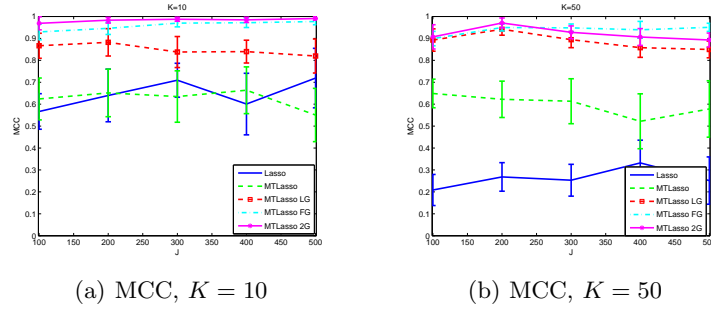 K=10
MCC
1
0.9
0.8
0.7
0.6
0.5
0.4
0.3
0.2
0.1
0
100 150 200 250 300 350 400 450 500
J
Lasso
MTLasso
MTLasso LG
MTLasso FG
MTLasso 2G
(a) MCC, K = 10
K=50
MCC
1
0.9
0.8
0.7
0.6
0.5
0.4
0.3
0.2
0.1
0
100 150 200 250 300 350 400 450 500
J
Lasso
MTLasso
MTLasso LG
MTLasso FG
MTLasso 2G
(b) MCC, K = 50